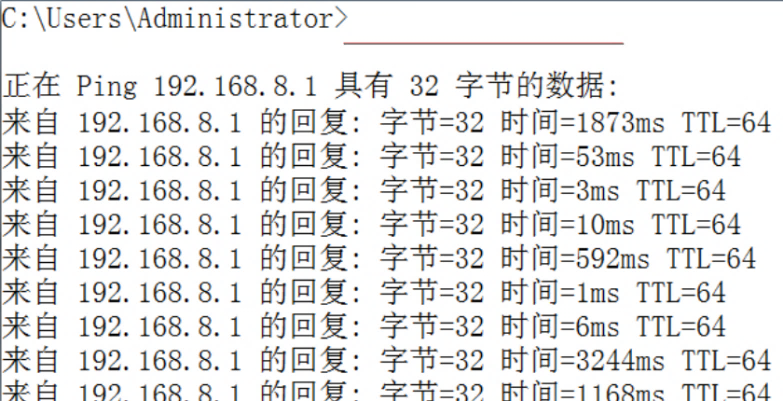 C:\Users\Administrator>
正在 Ping 192.168.8.1 具有 32 字节的数据:
来自 192.168.8.1 的回复: 字节=32 时间=1873ms TTL=64
来自 192.168.8.1 的回复: 字节=32 时间=53ms TTL=64
来自 192.168.8.1 的回复: 字节=32 时间=3ms TTL=64
来自 192.168.8.1 的回复: 字节=32 时间=10ms TTL=64
来自 192.168.8.1 的回复: 字节=32 时间=592ms TTL=64
来自 192.168.8.1 的回复: 字节=32 时间=1ms TTL=64
来自 192.168.8.1 的回复: 字节=32 时间=6ms TTL=64
来自 192.168.8.1 的回复: 字节=32 时间=3244ms TTL=64
来自 192.168.8.1 的回复: 字节=32 时间=1168ms TTL=64